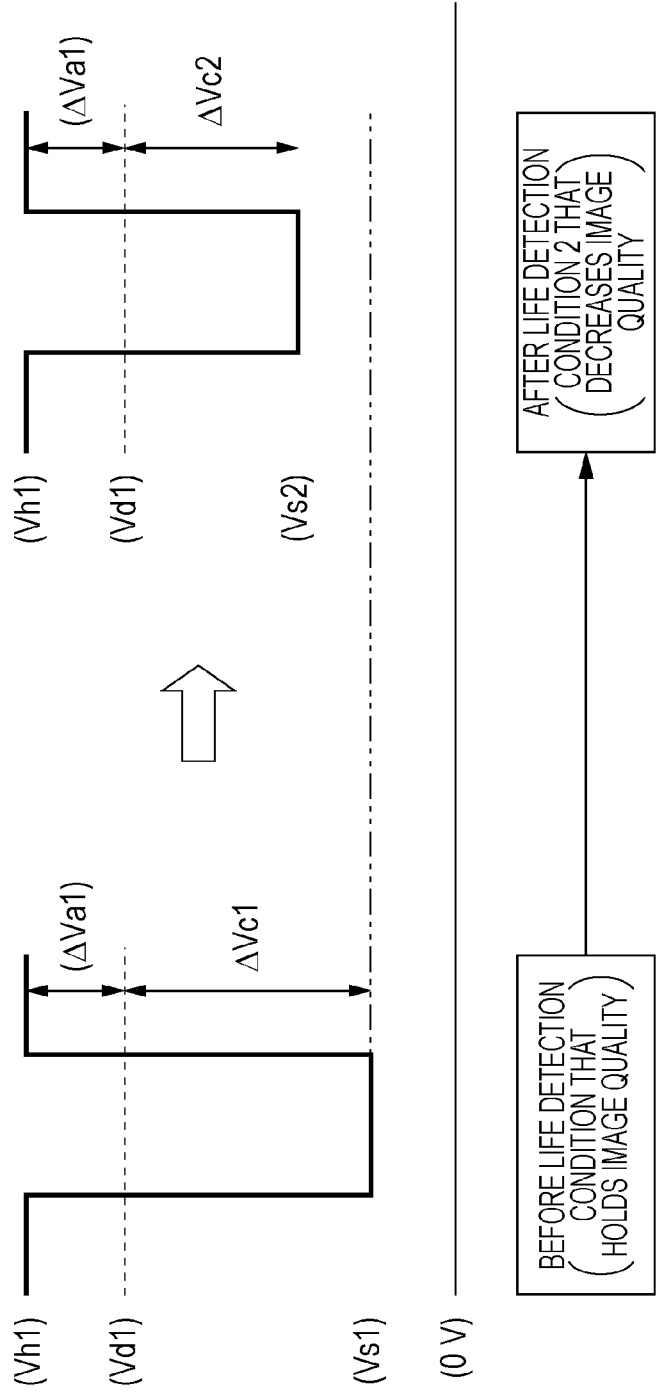 (Vh1)
(Vd1)
(Vs1)
(0 V)
(ΔVa1)
ΔVc1
(Vh1)
(Vd1)
(Vs2)
(ΔVa1)
ΔVc2
BEFORE LIFE DETECTION
(CONDITION THAT
HOLDS IMAGE QUALITY)
AFTER LIFE DETECTION
(CONDITION 2 THAT
DECREASES IMAGE
QUALITY)